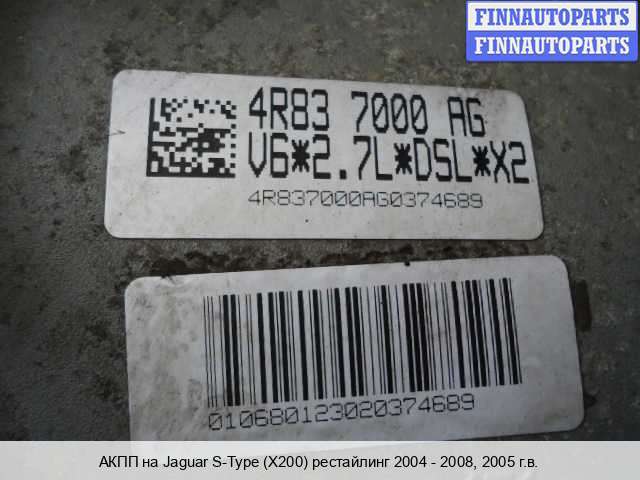 FINNAUTOPARTS
FINNAUTOPARTS
4R83 7000 AG
V6*2.7L*DSL*X2
4R837000AG0374689
010680123020374689
АКПП на Jaguar S-Type (X200) рестайлинг 2004 - 2008, 2005 г.в.